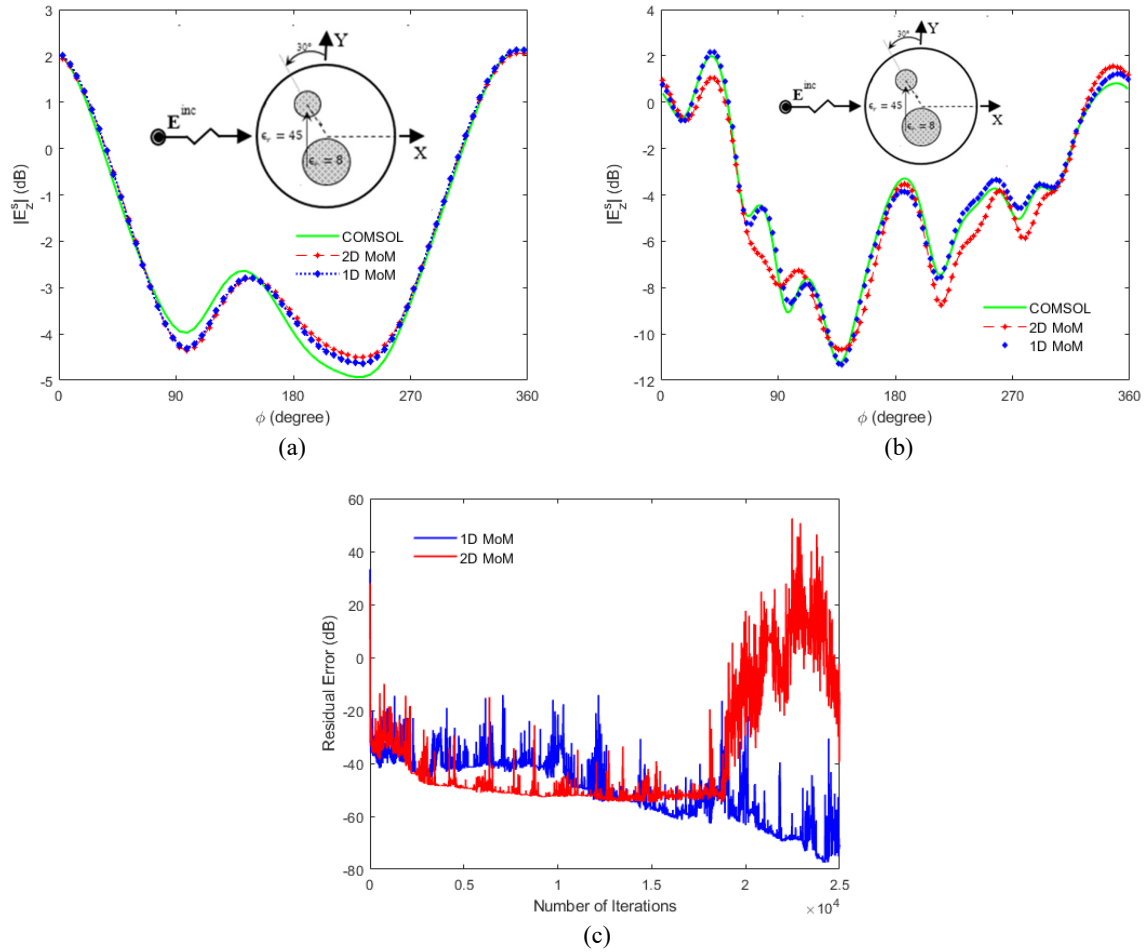 4
3
2
1
0
-1
-2
-3
-4
-5
|E_z^s| (dB)
0 90 180 270 360
ϕ (degree)
30° Y
E^inc
ϵ_r = 45
ϵ_r = 8
X
COMSOL
2D MoM
1D MoM
(a)
4
2
0
-2
-4
-6
-8
-10
-12
|E_z^s| (dB)
0 90 180 270 360
ϕ (degree)
30° Y
E^inc
ϵ_r = 45
ϵ_r = 8
X
COMSOL
2D MoM
1D MoM
(b)
60
40
20
0
-20
-40
-60
-80
Residual Error (dB)
1D MoM
2D MoM
0 0.5 1 1.5 2 2.5
Number of Iterations
×10^4
(c)